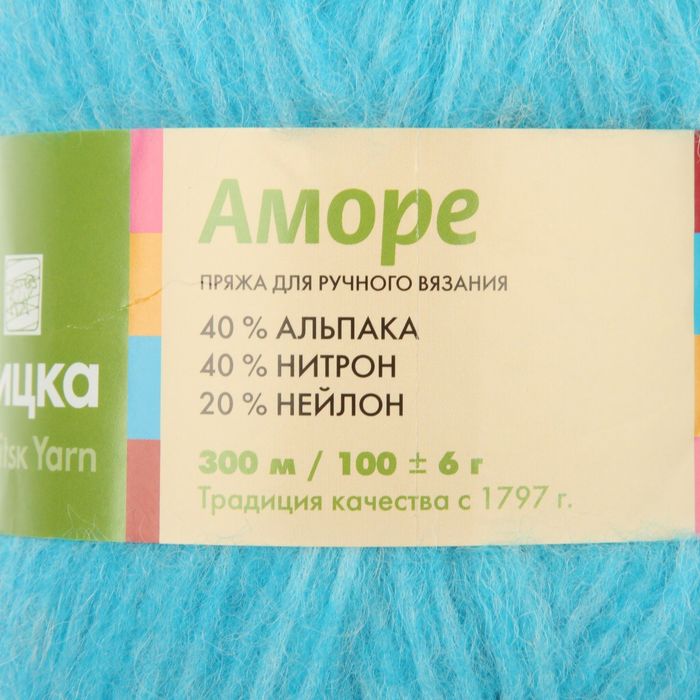 Аморе
ПРЯЖА ДЛЯ РУЧНОГО ВЯЗАНИЯ
40 % АЛЬПАКА
40 % НИТРОН
20 % НЕЙЛОН
300 м / 100 ± 6 г
Традиция качества с 1797 г.
ицка
itsk Yarn